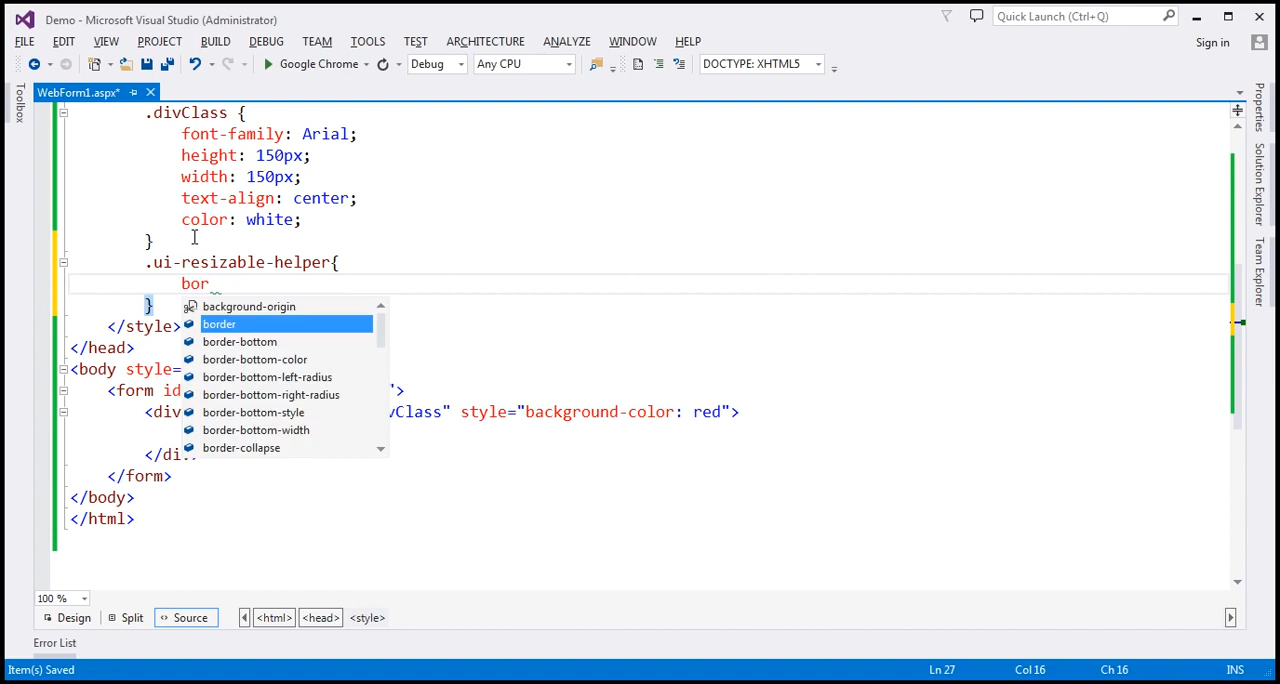 Demo - Microsoft Visual Studio (Administrator)
Quick Launch (Ctrl+Q)
FILE EDIT VIEW PROJECT BUILD DEBUG TEAM TOOLS TEST ARCHITECTURE ANALYZE WINDOW HELP
Sign in
Google Chrome Debug Any CPU DOCTYPE: XHTML5
Toolbox
WebForm1.aspx*
Properties
Solution Explorer
Team Explorer
.divClass {
font-family: Arial;
height: 150px;
width: 150px;
text-align: center;
color: white;
}
.ui-resizable-helper{
bor
}
background-origin
border
border-bottom
border-bottom-color
border-bottom-left-radius
border-bottom-right-radius
border-bottom-style
border-bottom-width
border-collapse
</style>
</head>
<body style=
<form id ">
<div vClass" style="background-color: red">
</div
</form>
</body>
</html>
100 %
Design Split Source <html> <head> <style>
Error List
Item(s) Saved Ln 27 Col 16 Ch 16 INS